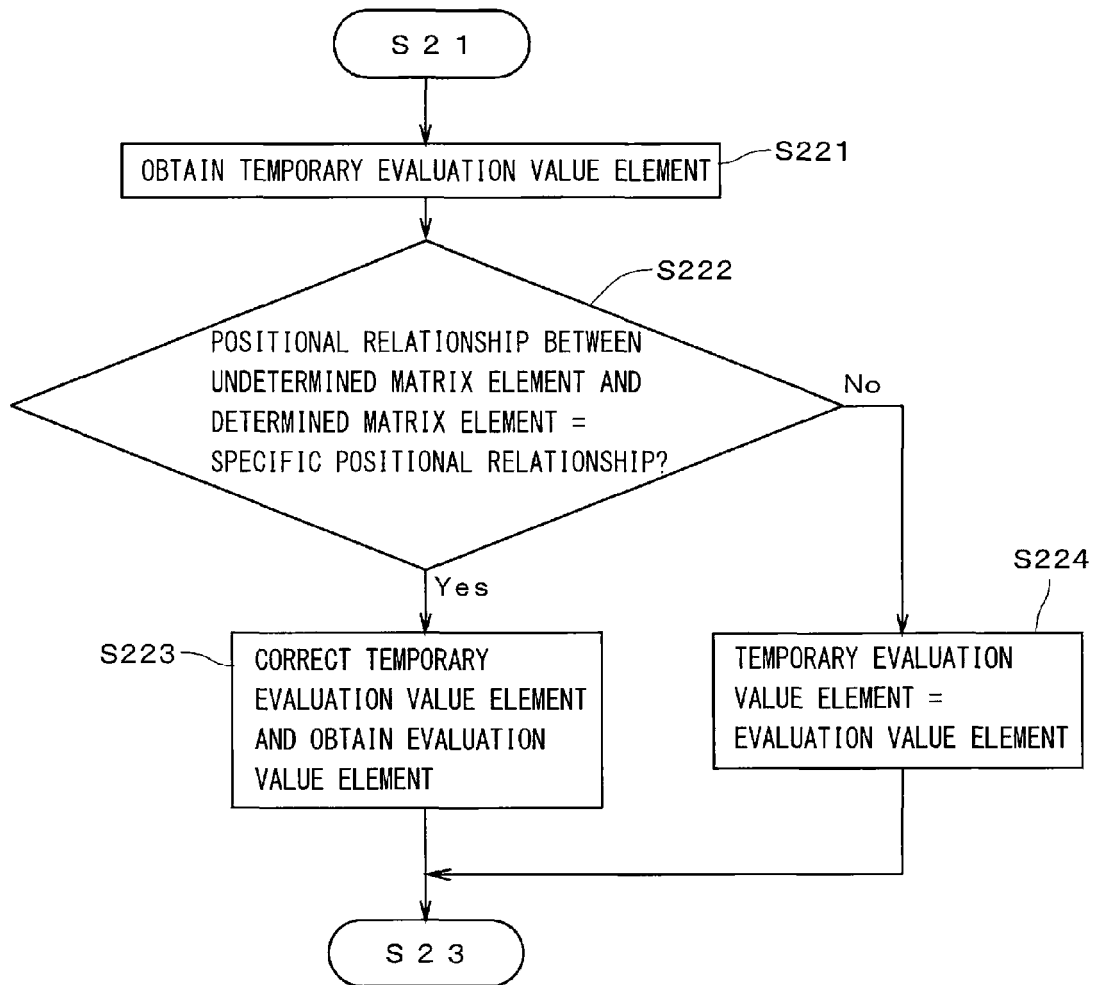 S21
OBTAIN TEMPORARY EVALUATION VALUE ELEMENT
S221
S222
POSITIONAL RELATIONSHIP BETWEEN
UNDETERMINED MATRIX ELEMENT AND
DETERMINED MATRIX ELEMENT =
SPECIFIC POSITIONAL RELATIONSHIP?
No
Yes
S223
CORRECT TEMPORARY
EVALUATION VALUE ELEMENT
AND OBTAIN EVALUATION
VALUE ELEMENT
S224
TEMPORARY EVALUATION
VALUE ELEMENT =
EVALUATION VALUE ELEMENT
S23